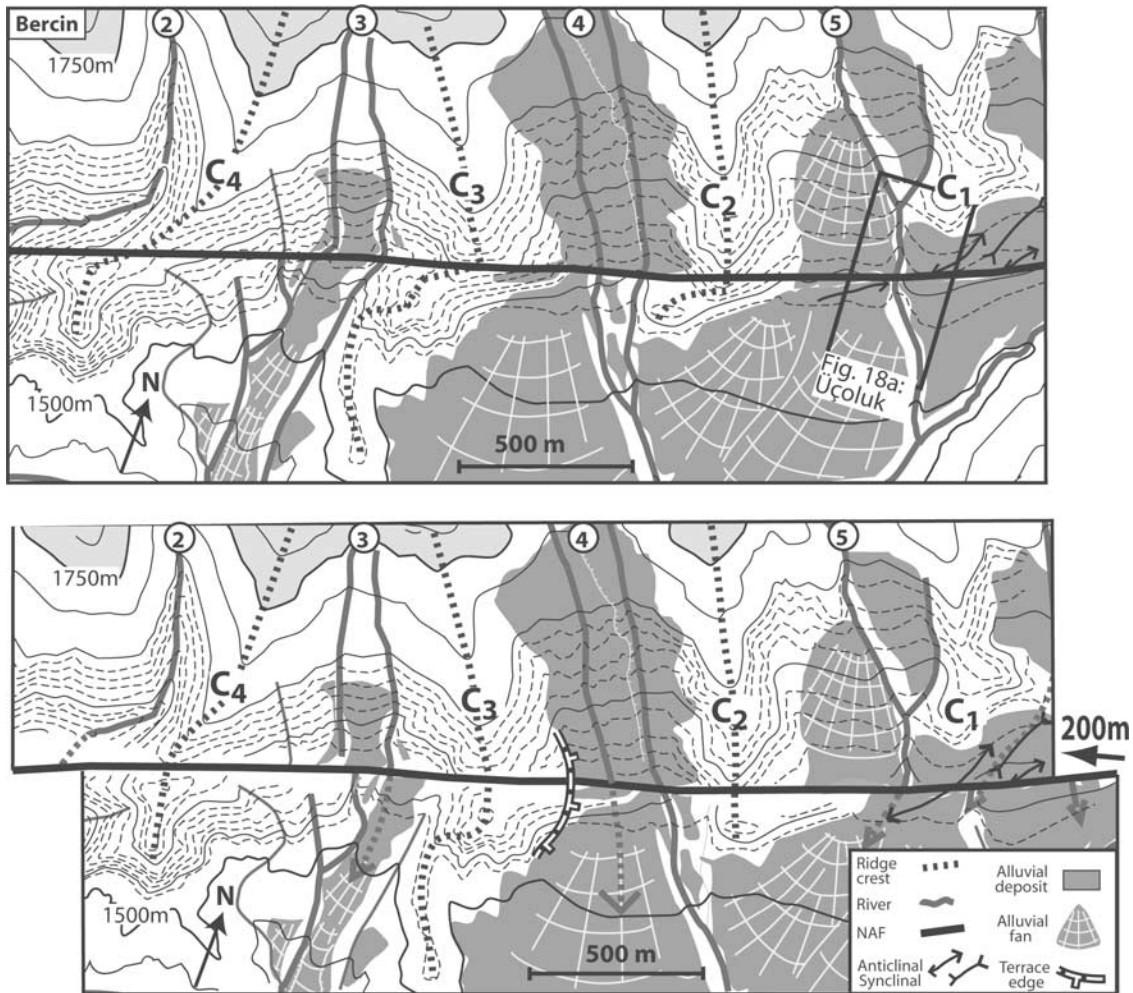 Bercin
2
3
4
5
1750m
C4
C3
C2
C1
N
1500m
500 m
Fig. 18a:
Üçoluk
2
3
4
5
1750m
C4
C3
C2
C1
200m
N
1500m
500 m
Ridge
crest
Alluvial
deposit
River
NAF
Alluvial
fan
Anticlinal
Synclinal
Terrace
edge